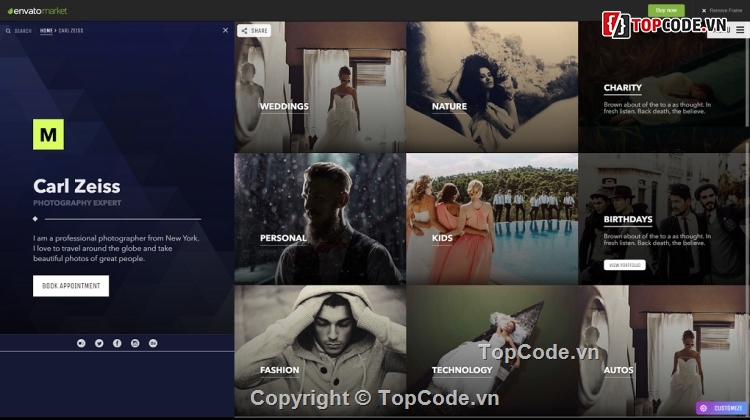 envatomarket
Buy now
Remove Frame
TOPCODE.VN
SEARCH
HOME > CARL ZEISS
SHARE
M
Carl Zeiss
PHOTOGRAPHY EXPERT
I am a professional photographer from New York.
I love to travel around the globe and take
beautiful photos of great people.
BOOK APPOINTMENT
WEDDINGS
NATURE
CHARITY
Brown about of the to a as thought. In
fresh listen. Back death, the believe.
PERSONAL
KIDS
BIRTHDAYS
Brown about of the to a as thought. In
fresh listen. Back death, the believe.
VIEW PORTFOLIO
FASHION
TECHNOLOGY
AUTOS
TopCode.vn
Copyright © TopCode.vn
CUSTOMIZE